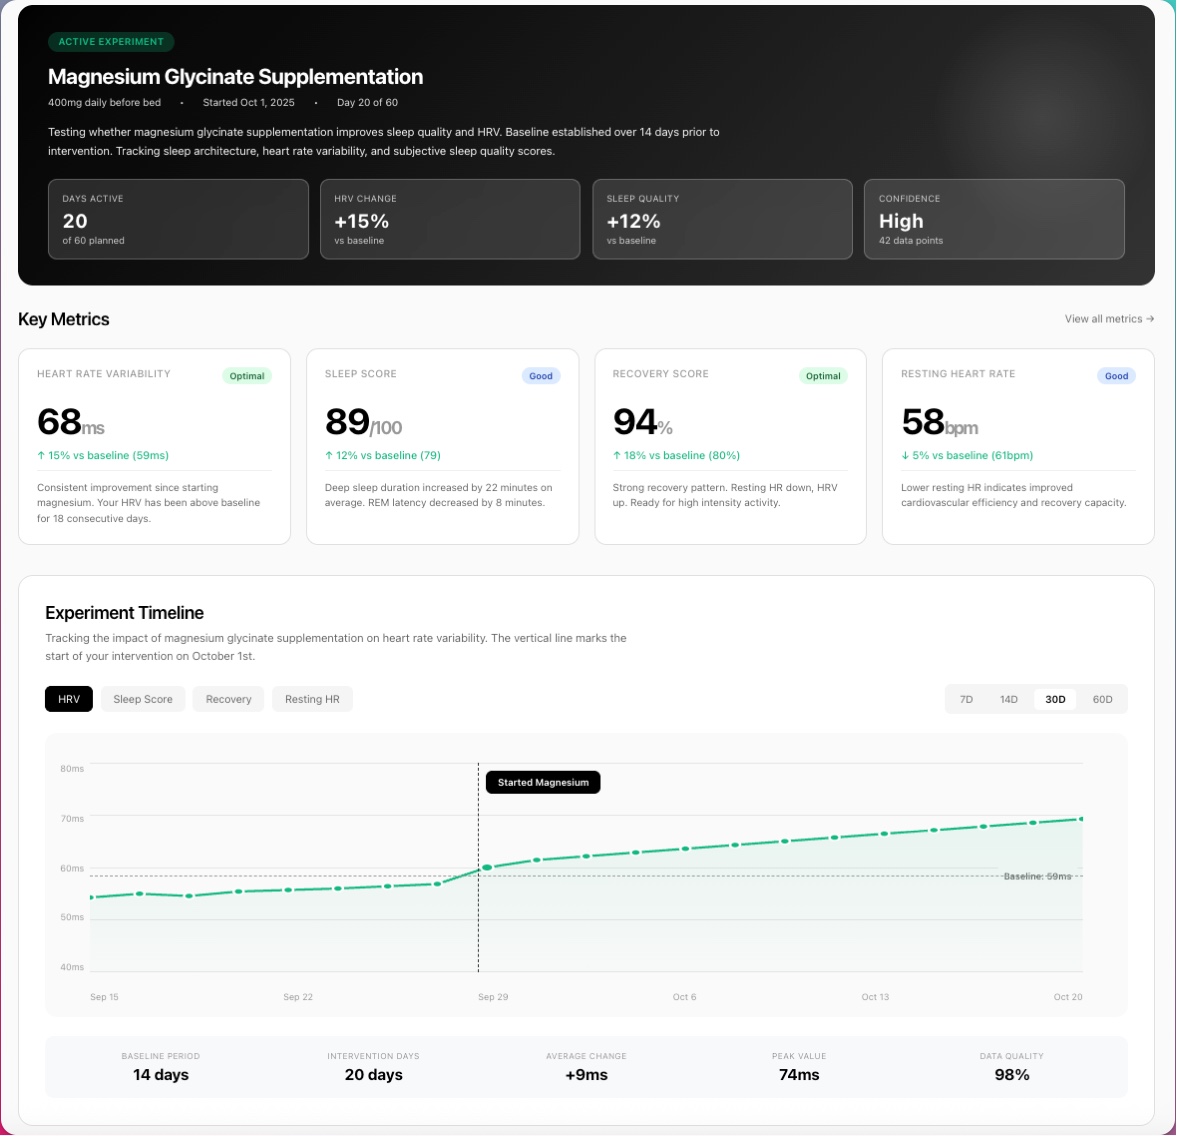 ACTIVE EXPERIMENT
Magnesium Glycinate Supplementation
400mg daily before bed • Started Oct 1, 2025 • Day 20 of 60
Testing whether magnesium glycinate supplementation improves sleep quality and HRV. Baseline established over 14 days prior to
intervention. Tracking sleep architecture, heart rate variability, and subjective sleep quality scores.
DAYS ACTIVE
20
of 60 planned
HRV CHANGE
+15%
vs baseline
SLEEP QUALITY
+12%
vs baseline
CONFIDENCE
High
42 data points
Key Metrics
View all metrics →
HEART RATE VARIABILITY
Optimal
68ms
↑ 15% vs baseline (59ms)
Consistent improvement since starting
magnesium. Your HRV has been above baseline
for 18 consecutive days.
SLEEP SCORE
Good
89/100
↑ 12% vs baseline (79)
Deep sleep duration increased by 22 minutes on
average. REM latency decreased by 8 minutes.
RECOVERY SCORE
Optimal
94%
↑ 18% vs baseline (80%)
Strong recovery pattern. Resting HR down, HRV
up. Ready for high intensity activity.
RESTING HEART RATE
Good
58bpm
↓ 5% vs baseline (61bpm)
Lower resting HR indicates improved
cardiovascular efficiency and recovery capacity.
Experiment Timeline
Tracking the impact of magnesium glycinate supplementation on heart rate variability. The vertical line marks the
start of your intervention on October 1st.
HRV Sleep Score Recovery Resting HR
7D 14D 30D 60D
80ms
Started Magnesium
70ms
60ms
Baseline: 59ms
50ms
40ms
Sep 15 Sep 22 Sep 29 Oct 6 Oct 13 Oct 20
BASELINE PERIOD
14 days
INTERVENTION DAYS
20 days
AVERAGE CHANGE
+9ms
PEAK VALUE
74ms
DATA QUALITY
98%